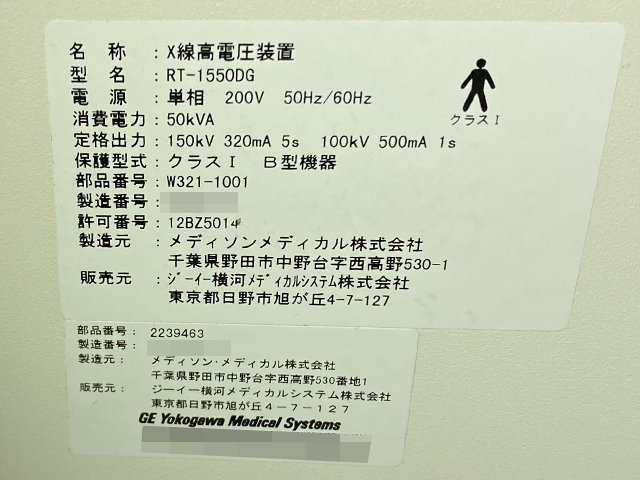 名 称 : X線高電圧装置
型 名 : RT-1550DG
電 源 : 単相 200V 50Hz/60Hz
消費電力 : 50kVA
定格出力 : 150kV 320mA 5s 100kV 500mA 1s
保護型式 : クラスⅠ B型機器
部品番号 : W321-1001
製造番号 :
許可番号 : 12BZ5014
製造元 : メディソンメディカル株式会社
千葉県野田市中野台字西高野530-1
販売元 : ジーイー横河メディカルシステム株式会社
東京都日野市旭が丘4-7-127
クラスⅠ
部品番号: 2239463
製造番号:
製造元: メディソン・メディカル株式会社
千葉県野田市中野台字西高野530番地1
販売元: ジーイー横河メディカルシステム株式会社
東京都日野市旭が丘4-7-127
GE Yokogawa Medical Systems